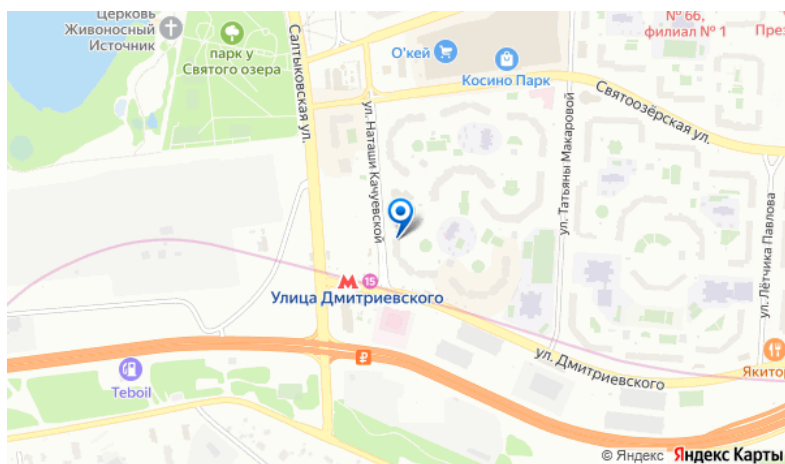 Церковь
Живоносный
Источник
парк у
Святого озера
Салтыковская ул.
О'кей
Косино Парк
№ 66,
филиал № 1
През
Святоозёрская ул.
ул. Наташи Качуевской
ул. Татьяны Макаровой
ул. Лётчика Павлова
15
Улица Дмитриевского
ул. Дмитриевского
₽
Teboil
Якитор
© Яндекс Яндекс Карты